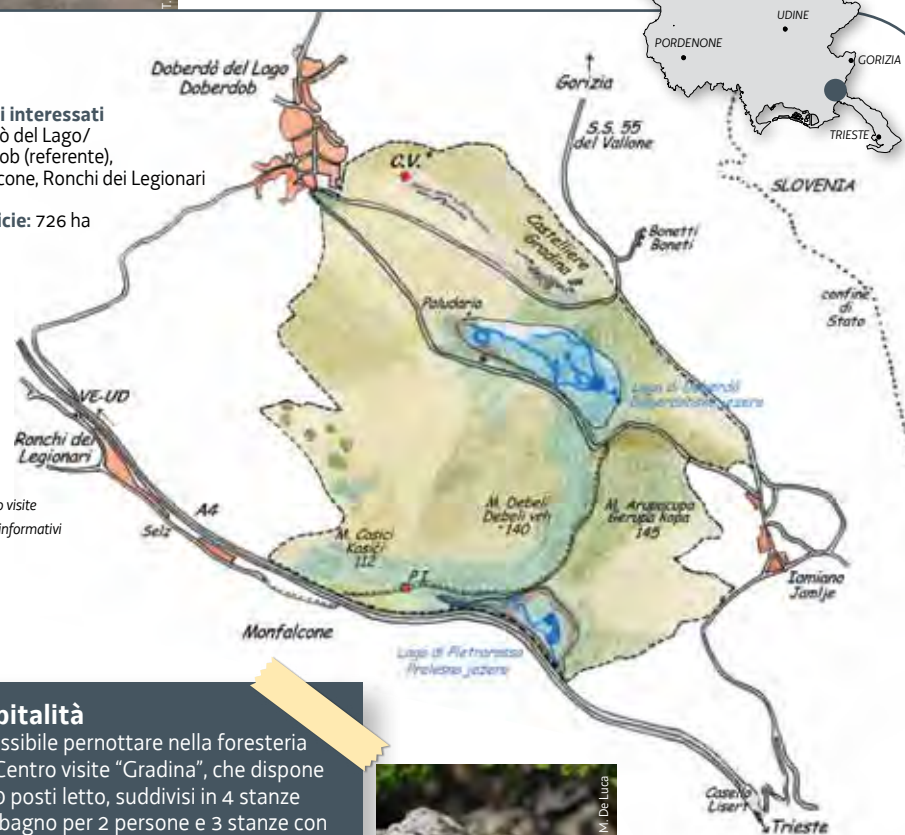 UDINE
PORDENONE
GORIZIA
TRIESTE
Doberdò del Lago
Doberdob
i interessati
ò del Lago/
ob (referente),
cone, Ronchi dei Legionari
icie: 726 ha
Gorizia
S.S. 55
del Vallone
C.V.
SLOVENIA
Castelliere
Gradina
Bonetti
Boneti
confine
di
Stato
Paludario
Lago di Doberdò
Doberdobsko jezero
VE-UD
Ronchi dei
Legionari
A4
Selz
o visite
informativi
M. Cosici
Kosici
112
M. Debeli
Debeli vrh
140
M. Arupacupa
Gerupa Kapa
145
P.I.
Iamiano
Jamlje
Monfalcone
Lago di Pietrarossa
Prelosno jezero
pitalità
ssibile pernottare nella foresteria
Centro visite “Gradina”, che dispone
0 posti letto, suddivisi in 4 stanze
bagno per 2 persone e 3 stanze con
M. De Luca
Casello
Lisert
Trieste